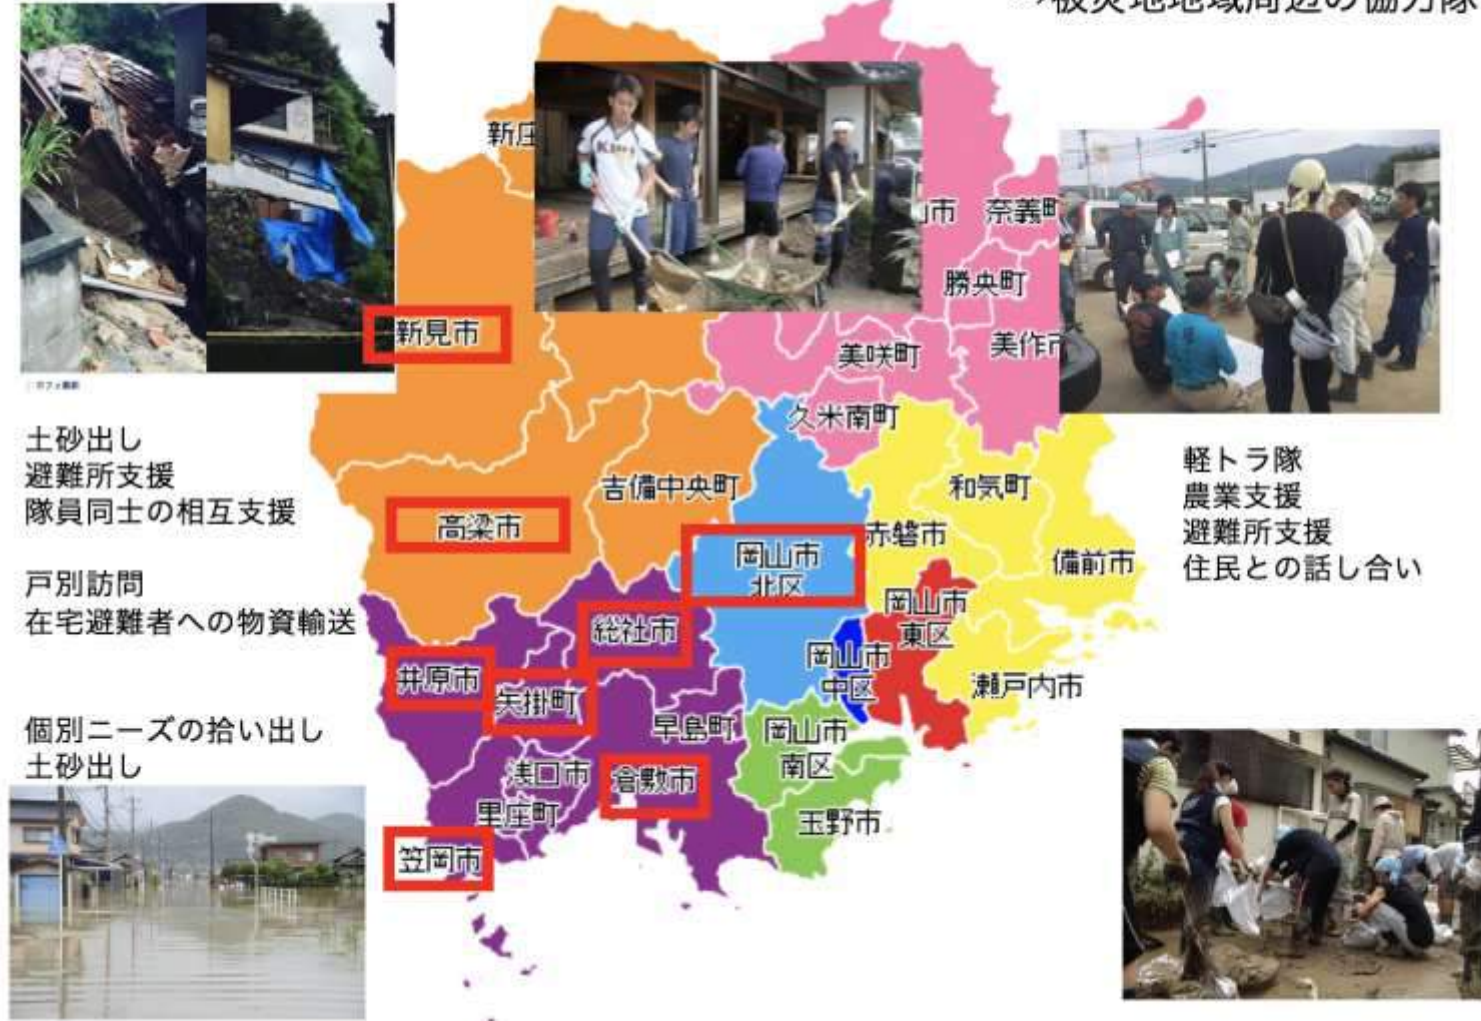 被災地地域周辺の協力隊
新庄
新見市
市
奈義町
勝央町
美咲町
美作市
久米南町
土砂出し
避難所支援
隊員同士の相互支援
戸別訪問
在宅避難者への物資輸送
個別ニーズの拾い出し
土砂出し
軽トラ隊
農業支援
避難所支援
住民との話し合い
吉備中央町
和気町
高梁市
赤磐市
岡山市
北区
備前市
岡山市
東区
総社市
岡山市
中区
井原市
矢掛町
瀬戸内市
早島町
岡山市
南区
浅口市
倉敷市
里庄町
玉野市
笠岡市